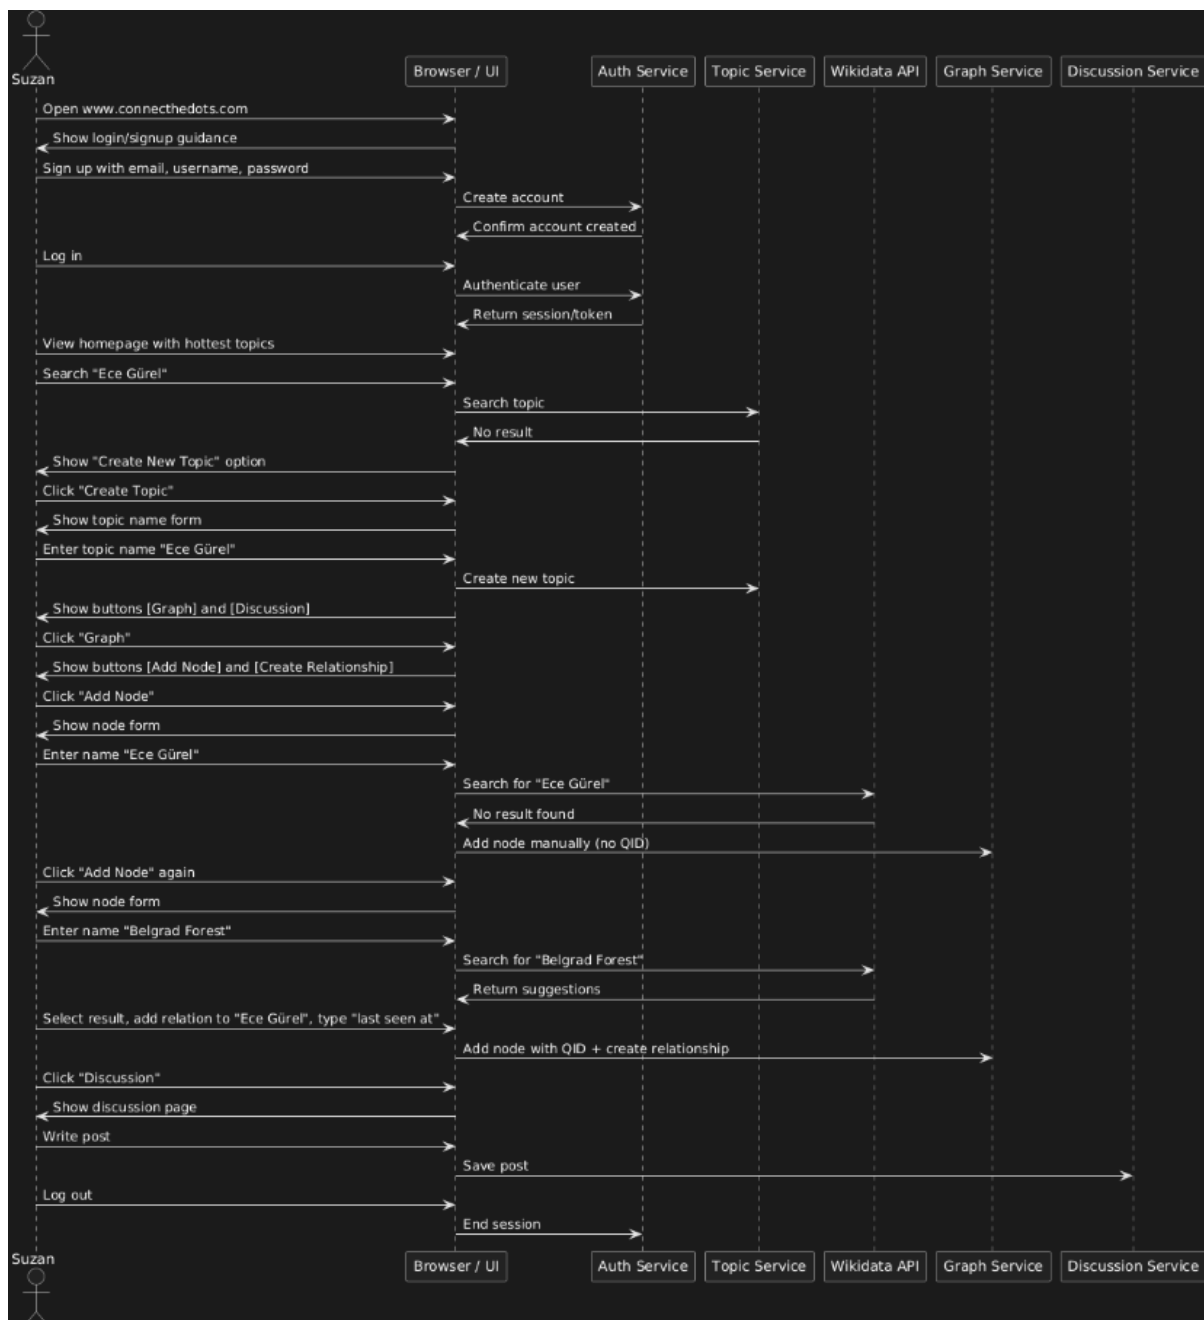 Suzan
Browser / UI
Auth Service
Topic Service
Wikidata API
Graph Service
Discussion Service
Open www.connecthedots.com
Show login/signup guidance
Sign up with email, username, password
Create account
Confirm account created
Log in
Authenticate user
Return session/token
View homepage with hottest topics
Search "Ece Gürel"
Search topic
No result
Show "Create New Topic" option
Click "Create Topic"
Show topic name form
Enter topic name "Ece Gürel"
Create new topic
Show buttons [Graph] and [Discussion]
Click "Graph"
Show buttons [Add Node] and [Create Relationship]
Click "Add Node"
Show node form
Enter name "Ece Gürel"
Search for "Ece Gürel"
No result found
Add node manually (no QID)
Click "Add Node" again
Show node form
Enter name "Belgrad Forest"
Search for "Belgrad Forest"
Return suggestions
Select result, add relation to "Ece Gürel", type "last seen at"
Add node with QID + create relationship
Click "Discussion"
Show discussion page
Write post
Save post
Log out
End session
Suzan
Browser / UI
Auth Service
Topic Service
Wikidata API
Graph Service
Discussion Service